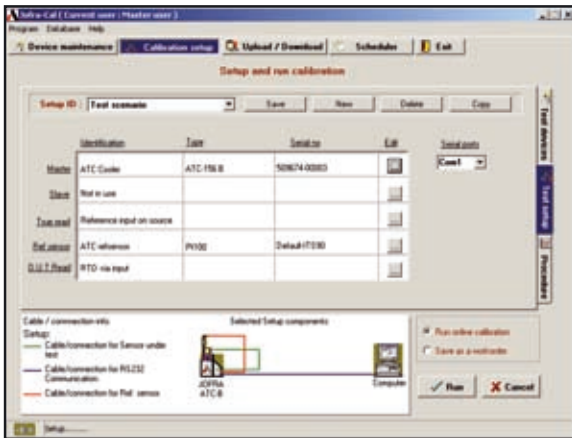 Jofra-Cal ( Current user : Master user )
Program Database Help
Device maintenance Calibration setup Upload / Download Scheduler Exit
Setup and run calibration
Setup ID : Test scenario Save New Delete Copy
Identification Type Serial no Edit Serial ports
Master ATC Cooler ATC-156 B Com1
Slave Not in use
True read Reference input on source
Ref.sensor ATC-refsensor Pt100
D.U.T.Read RTD via input
Test devices
Test setup
Procedure
Cable / connection info. Selected Setup components
Setup:
Cable/connection for Sensor under test
Cable/connection for RS232 Communication.
Cable/connection for Ref. sensor
JOFRA
ATC-B
Computer
Run online calibration
Save as a workorder
Run Cancel
Setup.........